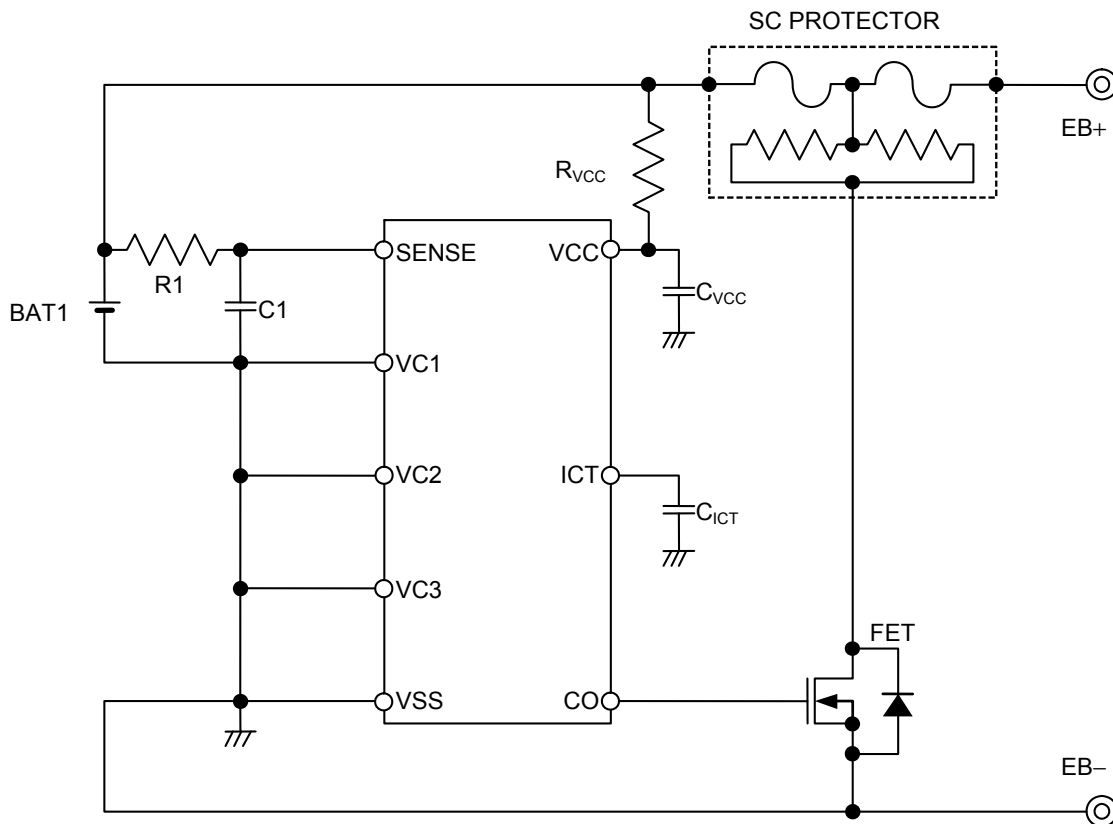 SC PROTECTOR
EB+
RVCC
SENSE
VCC
R1
BAT1
C1
CVCC
VC1
VC2
ICT
CICT
VC3
FET
VSS
CO
EB−